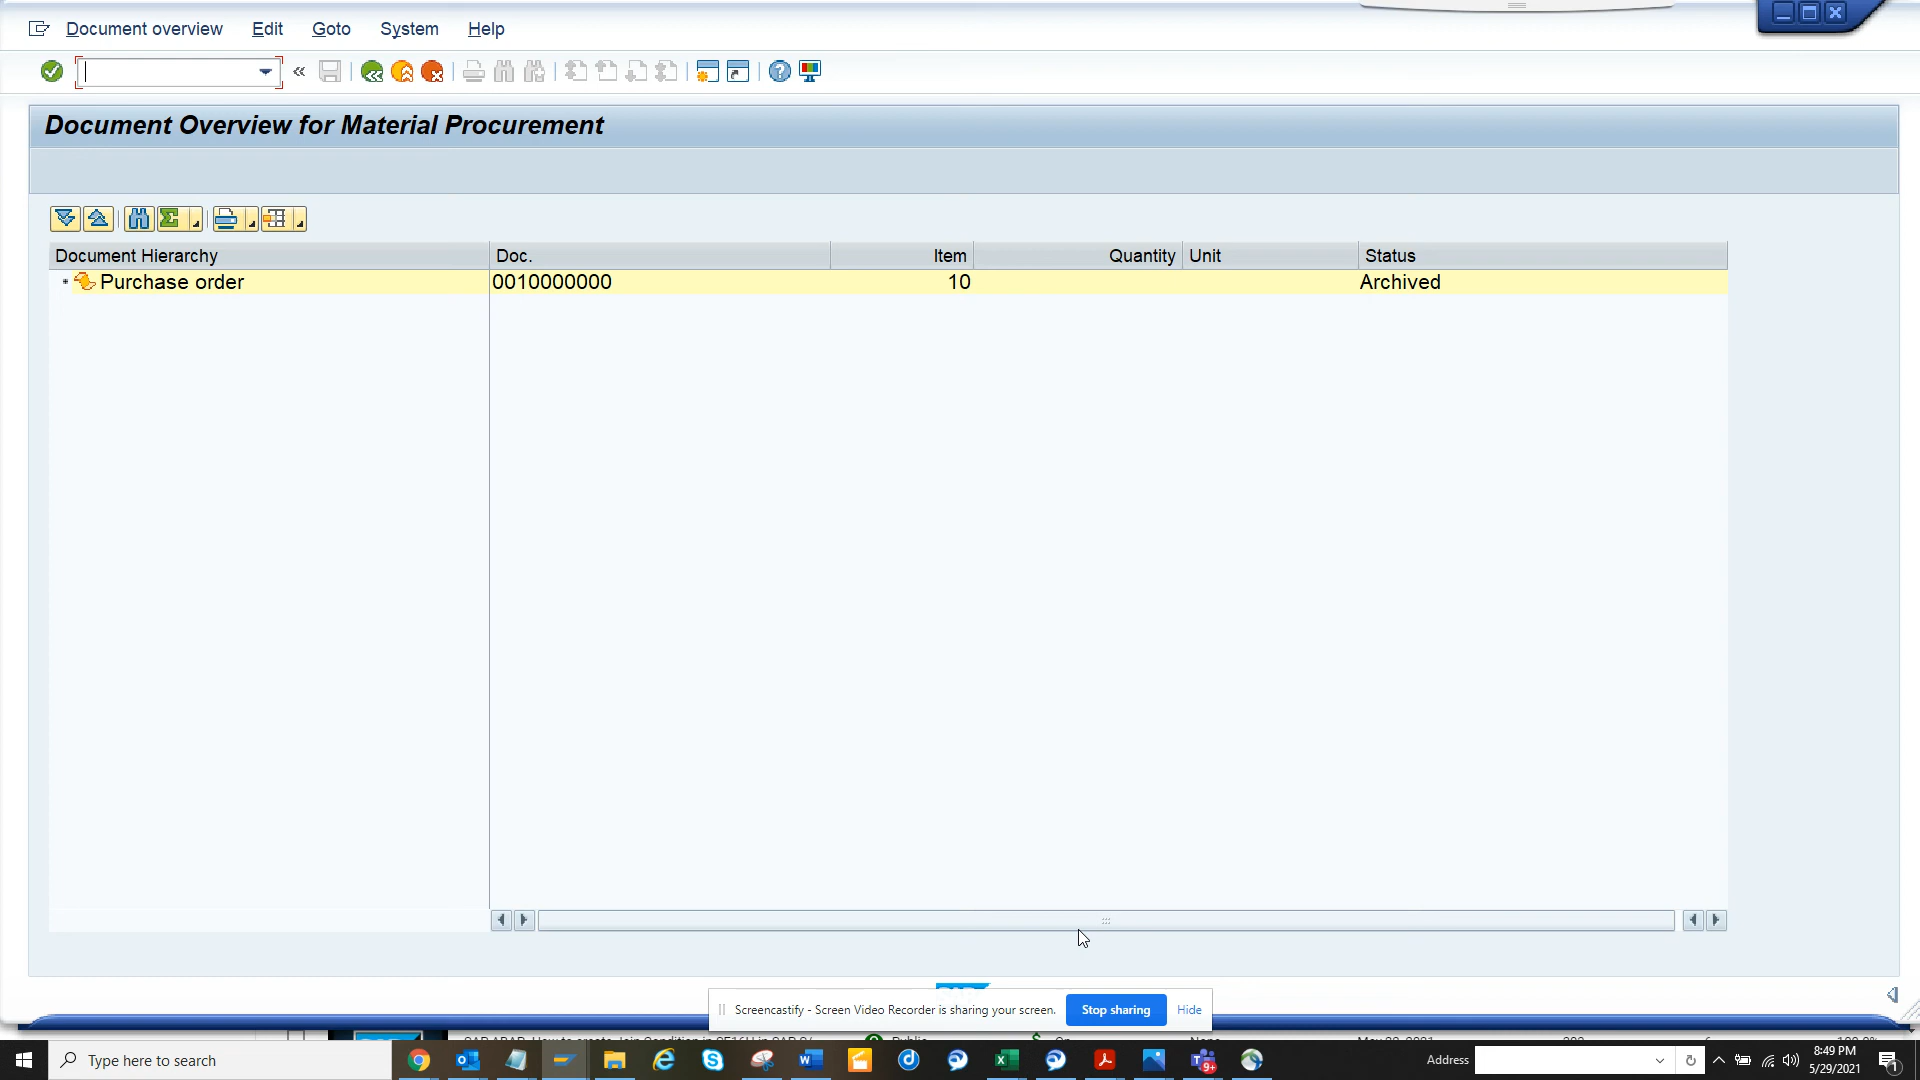 Document overview Edit Goto System Help
Document Overview for Material Procurement
Document Hierarchy Doc. Item Quantity Unit Status
Purchase order 0010000000 10 Archived
Screencastify - Screen Video Recorder is sharing your screen. Stop sharing Hide
Type here to search
9+
Address
8:49 PM
5/29/2021
1